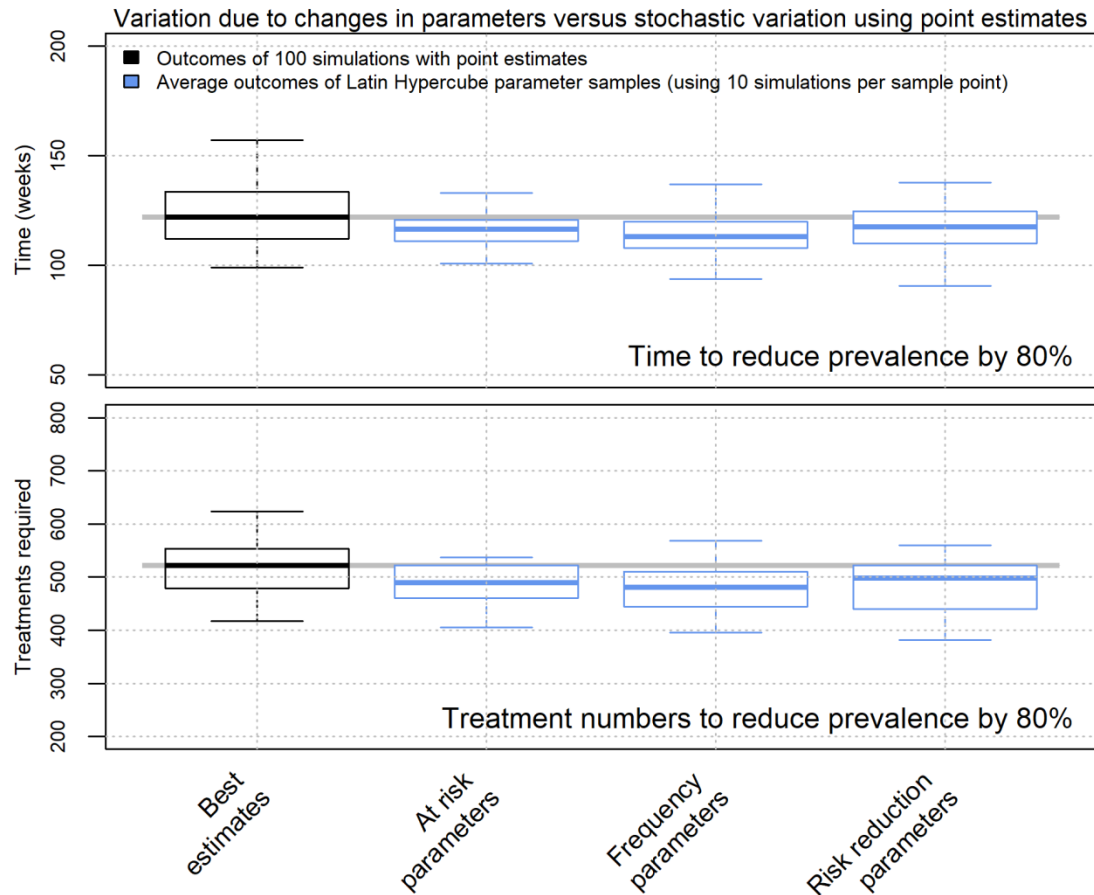 Variation due to changes in parameters versus stochastic variation using point estimates
Outcomes of 100 simulations with point estimates
Average outcomes of Latin Hypercube parameter samples (using 10 simulations per sample point)
200
150
100
50
Time (weeks)
Time to reduce prevalence by 80%
800
700
600
500
400
300
200
Treatments required
Treatment numbers to reduce prevalence by 80%
Best
estimates
At risk
parameters
Frequency
parameters
Risk reduction
parameters